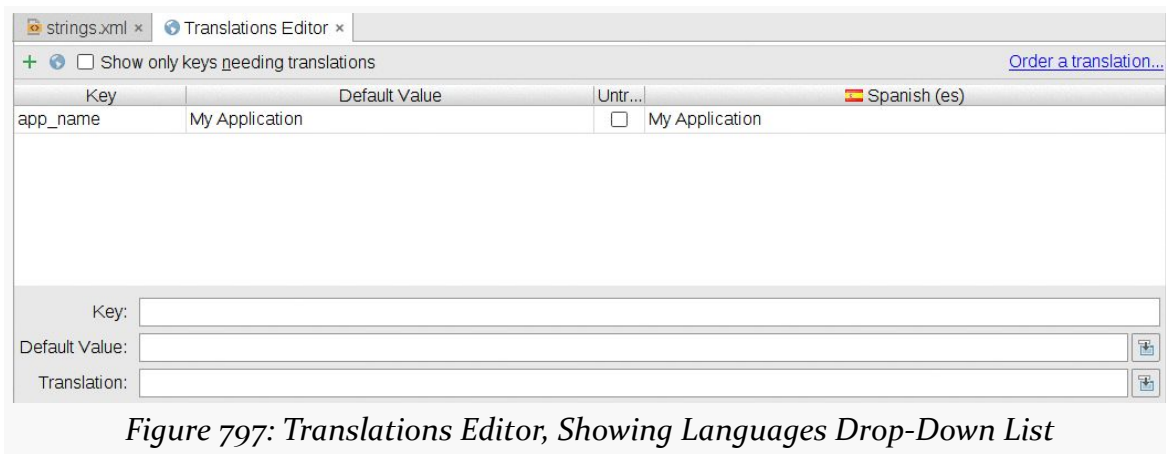 strings.xml × Translations Editor ×
Show only keys needing translations Order a translation...
Key Default Value Untr... Spanish (es)
app_name My Application My Application
Key:
Default Value:
Translation:
Figure 797: Translations Editor, Showing Languages Drop-Down List